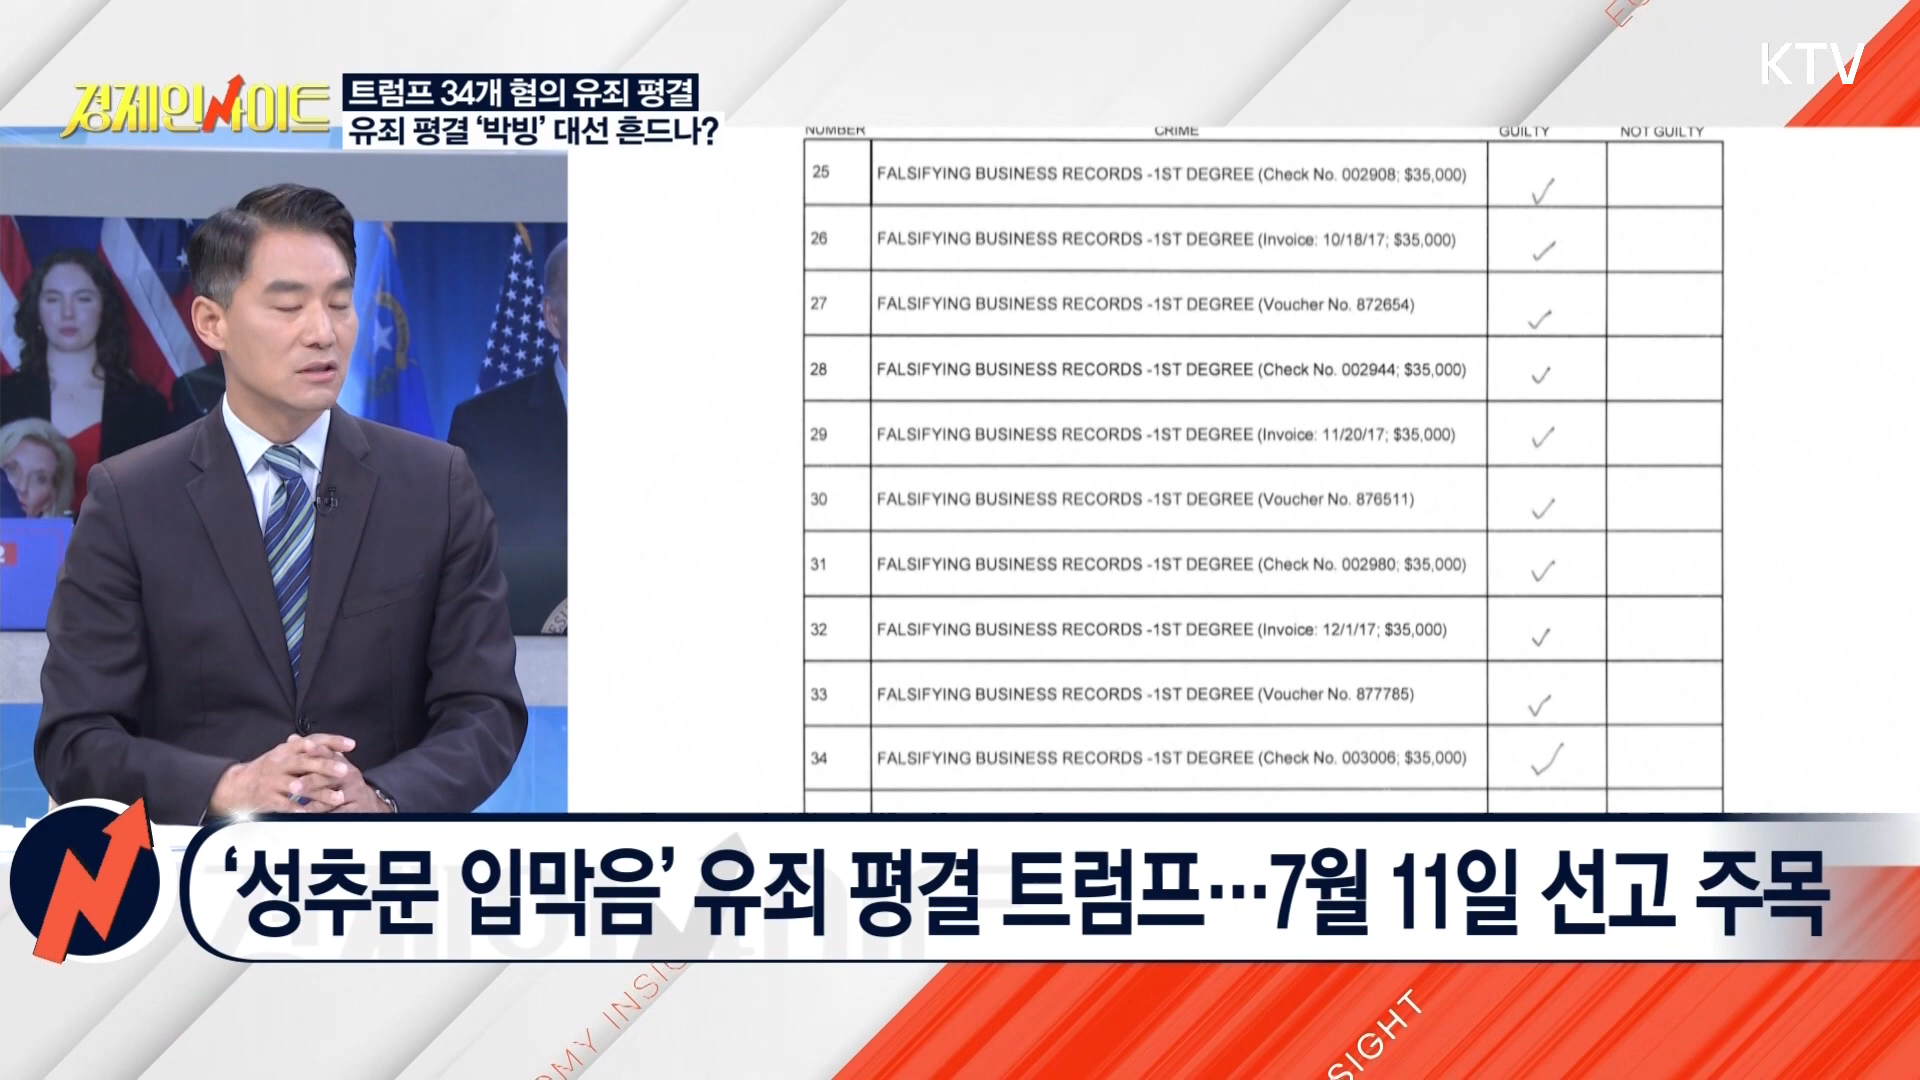 KTV
경제인사이트
트럼프 34개 혐의 유죄 평결
유죄 평결 ‘박빙’ 대선 흔드나?
NUMBER CRIME GUILTY NOT GUILTY
25 FALSIFYING BUSINESS RECORDS -1ST DEGREE (Check No. 002908; $35,000)
26 FALSIFYING BUSINESS RECORDS -1ST DEGREE (Invoice: 10/18/17; $35,000)
27 FALSIFYING BUSINESS RECORDS -1ST DEGREE (Voucher No. 872654)
28 FALSIFYING BUSINESS RECORDS -1ST DEGREE (Check No. 002944; $35,000)
29 FALSIFYING BUSINESS RECORDS -1ST DEGREE (Invoice: 11/20/17; $35,000)
30 FALSIFYING BUSINESS RECORDS -1ST DEGREE (Voucher No. 876511)
31 FALSIFYING BUSINESS RECORDS -1ST DEGREE (Check No. 002980; $35,000)
32 FALSIFYING BUSINESS RECORDS -1ST DEGREE (Invoice: 12/1/17; $35,000)
33 FALSIFYING BUSINESS RECORDS -1ST DEGREE (Voucher No. 877785)
34 FALSIFYING BUSINESS RECORDS -1ST DEGREE (Check No. 003006; $35,000)
‘성추문 입막음’ 유죄 평결 트럼프…7월 11일 선고 주목
OMY INSIG
SIGHT